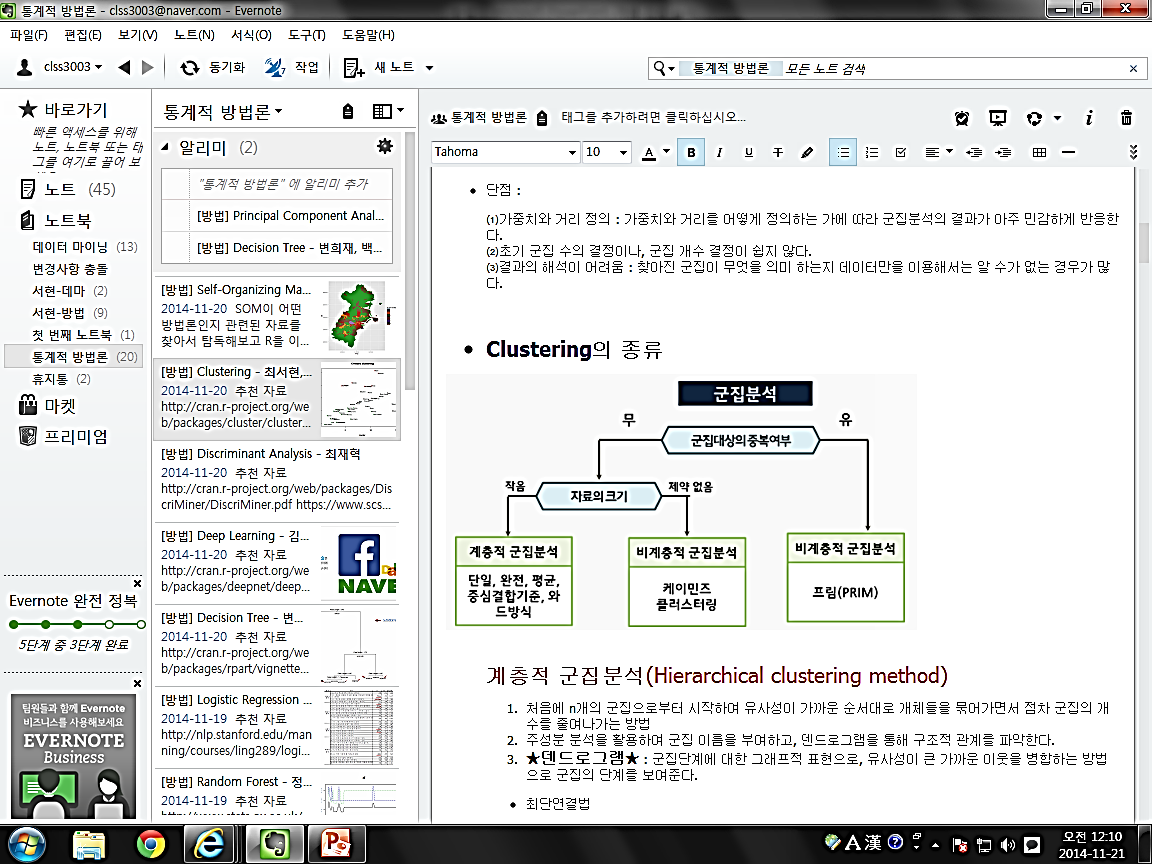 통계적 방법론 - clss3003@naver.com - Evernote
파일(F) 편집(E) 보기(V) 노트(N) 서식(O) 도구(T) 도움말(H)
clss3003 동기화 작업 새 노트
통계적 방법론 모든 노트 검색
바로가기
빠른 액세스를 위해
노트, 노트북 또는 태
그를 여기로 끌어 보
노트 (45)
노트북
데이터 마이닝 (13)
변경사항 충돌
서현-데마 (2)
서현-방법 (9)
첫 번째 노트북 (1)
통계적 방법론 (20)
휴지통 (2)
마켓
프리미엄
Evernote 완전 정복
5단계 중 3단계 완료
팀원들과 함께 Evernote
비즈니스를 사용해보세요
EVERNOTE
Business
통계적 방법론
알리미 (2)
"통계적 방법론" 에 알리미 추가
[방법] Principal Component Anal...
[방법] Decision Tree - 변희재, 백...
[방법] Self-Organizing Ma...
2014-11-20 SOM이 어떤
방법론인지 관련된 자료를
찾아서 탐독해보고 R을 이...
[방법] Clustering - 최서현,...
2014-11-20 추천 자료
http://cran.r-project.org/we
b/packages/cluster/cluster...
[방법] Discriminant Analysis - 최재혁
2014-11-20 추천 자료
http://cran.r-project.org/web/packages/Dis
criMiner/DiscriMiner.pdf https://www.scs...
[방법] Deep Learning - 김...
2014-11-20 추천 자료
http://cran.r-project.org/we
b/packages/deepnet/deep...
NAVE
[방법] Decision Tree - 변...
2014-11-20 추천 자료
http://cran.r-project.org/we
b/packages/rpart/vignette...
[방법] Logistic Regression ...
2014-11-19 추천 자료
http://nlp.stanford.edu/man
ning/courses/ling289/logi...
[방법] Random Forest - 정...
2014-11-19 추천 자료
통계적 방법론 태그를 추가하려면 클릭하십시오...
Tahoma 10 A B I U T
• 단점 :
(1)가중치와 거리 정의 : 가중치와 거리를 어떻게 정의하는 가에 따라 군집분석의 결과가 아주 민감하게 반응한
다.
(2)초기 군집 수의 결정이나, 군집 개수 결정이 쉽지 않다.
(3)결과의 해석이 어려움 : 찾아진 군집이 무엇을 의미 하는지 데이터만을 이용해서는 알 수가 없는 경우가 많
다.
• Clustering의 종류
군집분석
무 유
군집대상의 중복여부
작음 제약 없음
자료의 크기
계층적 군집분석
단일, 완전, 평균,
중심결합기준, 와
드방식
비계층적 군집분석
케이민즈
클러스터링
비계층적 군집분석
프림(PRIM)
계층적 군집분석(Hierarchical clustering method)
1. 처음에 n개의 군집으로부터 시작하여 유사성이 가까운 순서대로 개체들을 묶어가면서 점차 군집의 개
수를 줄여나가는 방법
2. 주성분 분석을 활용하여 군집 이름을 부여하고, 덴드로그램을 통해 구조적 관계를 파악한다.
3. ★덴드로그램★ : 군집단계에 대한 그래프적 표현으로, 유사성이 큰 가까운 이웃을 병합하는 방법
으로 군집의 단계를 보여준다.
• 최단연결법
A 漢
오전 12:10
2014-11-21